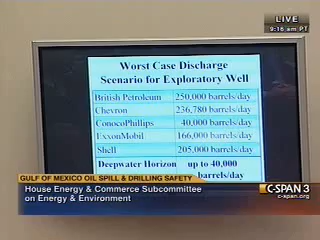 LIVE
9:16 am PT
Worst Case Discharge
Scenario for Exploratory Well
British Petroleum 250,000 barrels/day
Chevron 236,780 barrels/day
ConocoPhillips 40,000 barrels/day
ExxonMobil 166,000 barrels/day
Shell 205,000 barrels/day
Deepwater Horizon up to 40,000
barrels/day
GULF OF MEXICO OIL SPILL & DRILLING SAFETY
House Energy & Commerce Subcommittee
on Energy & Environment
C-SPAN 3
c-span.org